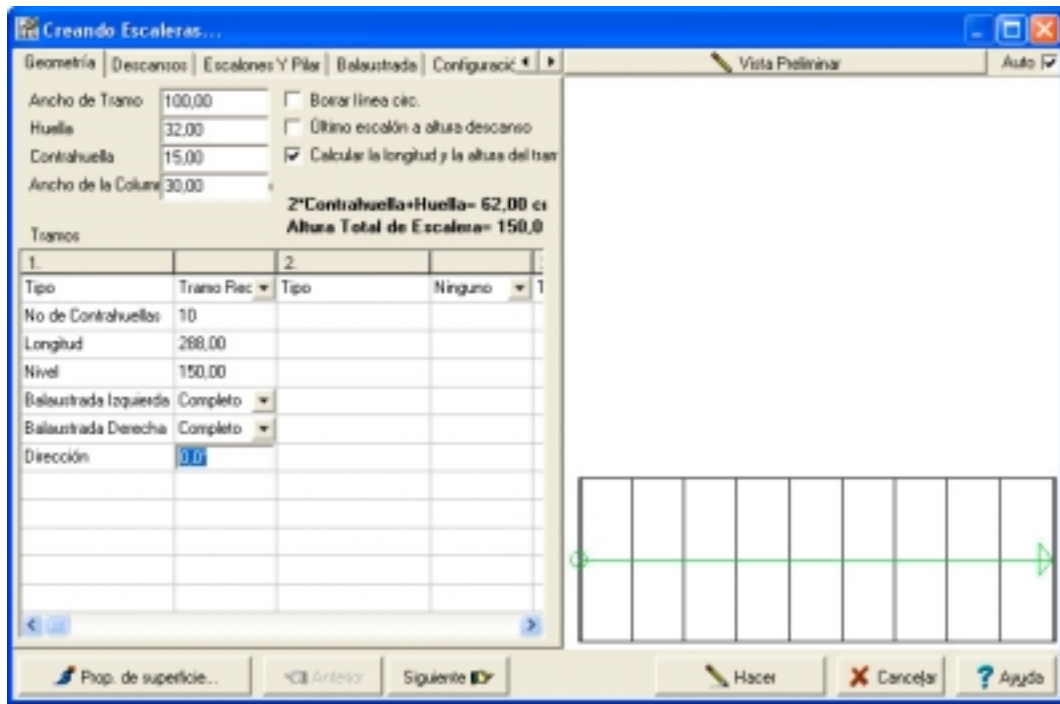 Creando Escaleras...
Geometría Descansos Escalones Y Pilar Balaustrada Configuració
Vista Preliminar Auto
Ancho de Tramo 100,00 Borrar línea circ.
Huella 32,00 Último escalón a altura descanso
Contrahuella 15,00 Calcular la longitud y la altura del tram
Ancho de la Colum 30,00
2*Contrahuella+Huella= 62,00 c
Altura Total de Escalera= 150,0
Tramos
1. 2.
Tipo Tramo Rec Tipo Ninguno T
No de Contrahuellas 10
Longitud 288,00
Nivel 150,00
Balaustrada Izquierda Completo
Balaustrada Derecha Completo
Dirección 0,0°
Prop. de superficie... Anterior Siguiente Hacer Cancelar Ayuda